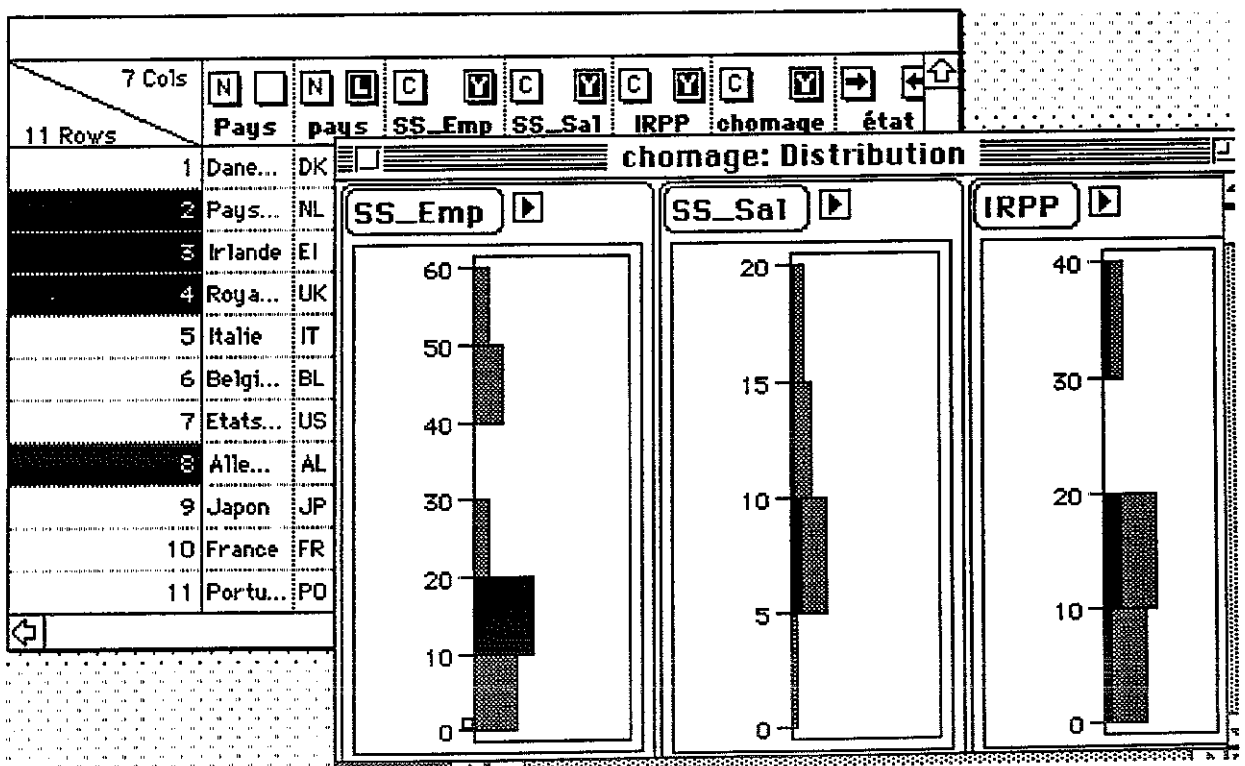 7 Cols
11 Rows
N N L C Y C Y C Y C Y
Pays pays SS_Emp SS_Sal IRPP chomage état
1 Dane... DK
2 Pays... NL
3 Irlande EI
4 Roya... UK
5 Italie IT
6 Belgi... BL
7 Etats... US
8 Alle... AL
9 Japon JP
10 France FR
11 Portu... PO
chomage: Distribution
SS_Emp
60
50
40
30
20
10
0
SS_Sal
20
15
10
5
0
IRPP
40
30
20
10
0